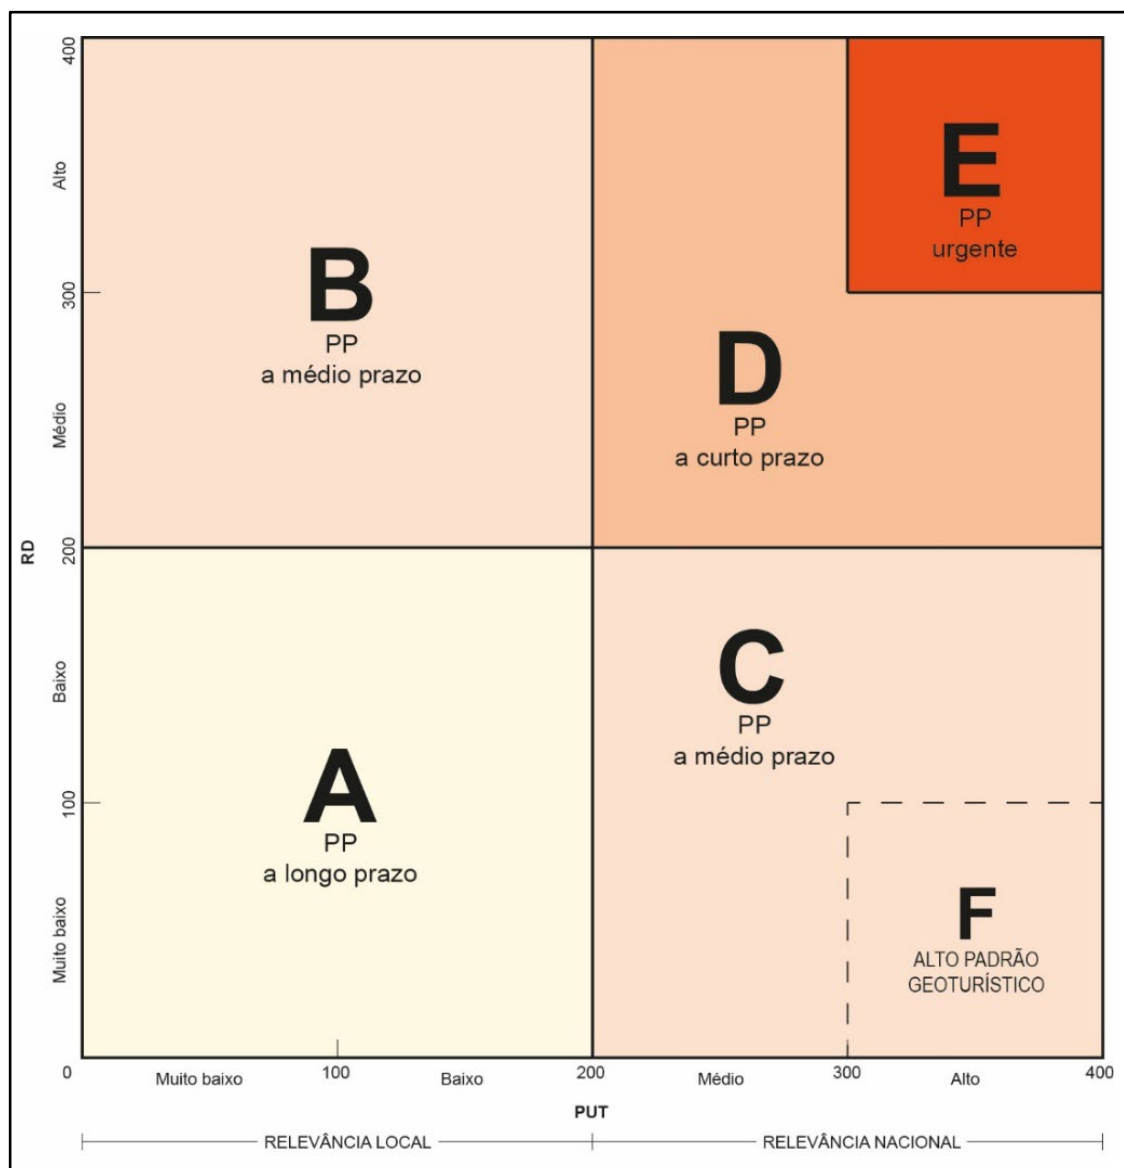 400
Alto
300
Médio
RD
200
Baixo
100
Muito baixo
0
B
PP
a médio prazo
E
PP
urgente
D
PP
a curto prazo
A
PP
a longo prazo
C
PP
a médio prazo
F
ALTO PADRÃO
GEOTURÍSTICO
Muito baixo 100 Baixo 200 Médio 300 Alto 400
PUT
RELEVÂNCIA LOCAL RELEVÂNCIA NACIONAL